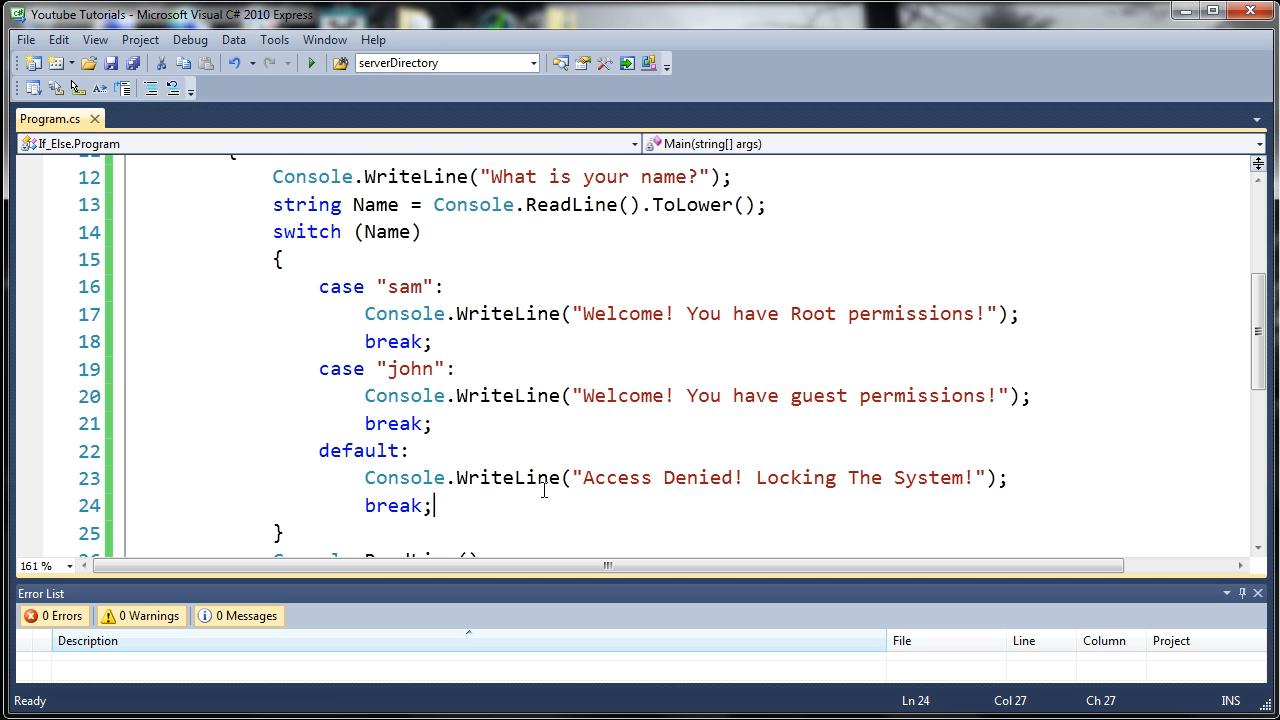 Youtube Tutorials - Microsoft Visual C# 2010 Express
File Edit View Project Debug Data Tools Window Help
serverDirectory
Program.cs
If_Else.Program Main(string[] args)
12 Console.WriteLine("What is your name?");
13 string Name = Console.ReadLine().ToLower();
14 switch (Name)
15 {
16 case "sam":
17 Console.WriteLine("Welcome! You have Root permissions!");
18 break;
19 case "john":
20 Console.WriteLine("Welcome! You have guest permissions!");
21 break;
22 default:
23 Console.WriteLine("Access Denied! Locking The System!");
24 break;
25 }
161 %
Error List
0 Errors 0 Warnings 0 Messages
Description File Line Column Project
Ready Ln 24 Col 27 Ch 27 INS